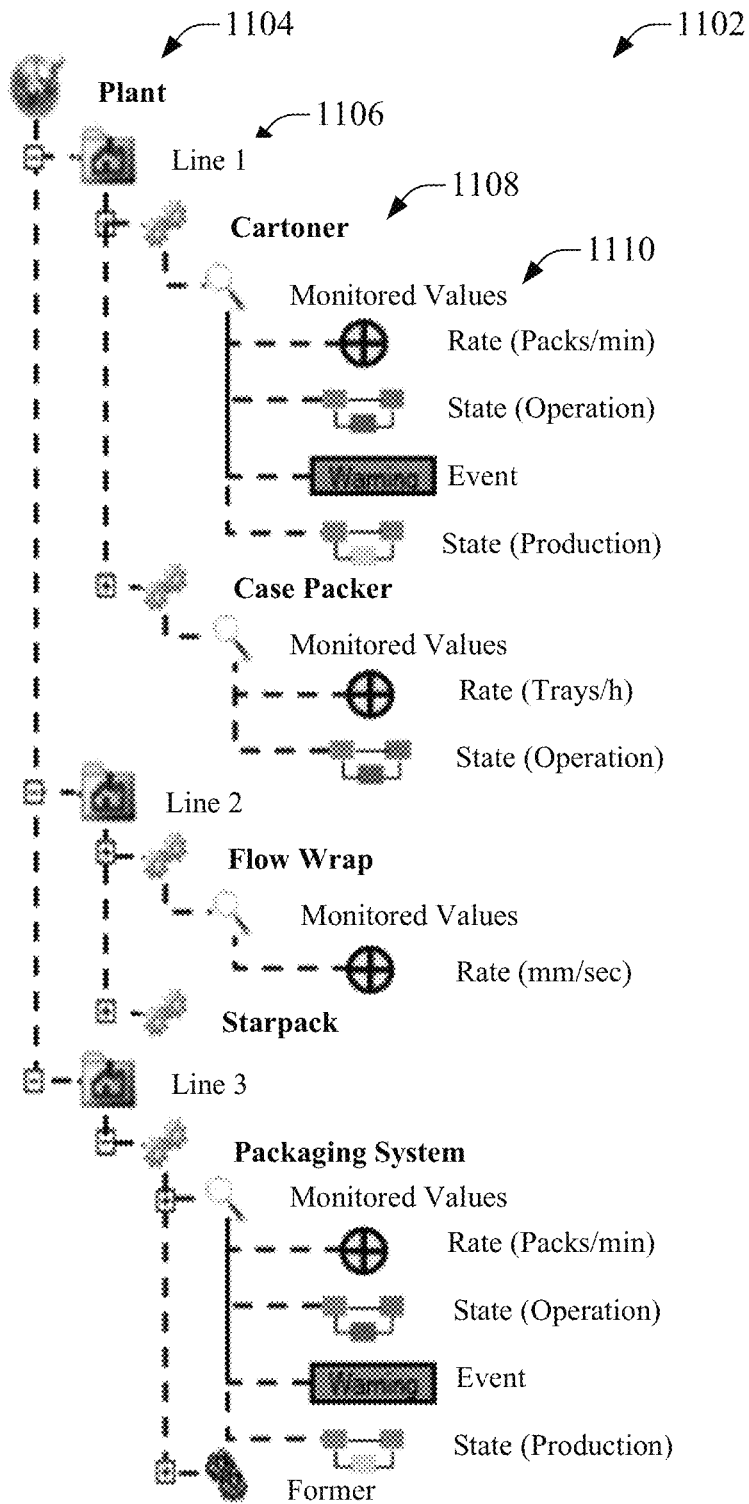 1104
1102
Plant
1106
Line 1
1108
Cartoner
1110
Monitored Values
Rate (Packs/min)
State (Operation)
Warning Event
State (Production)
Case Packer
Monitored Values
Rate (Trays/h)
State (Operation)
Line 2
Flow Wrap
Monitored Values
Rate (mm/sec)
Starpack
Line 3
Packaging System
Monitored Values
Rate (Packs/min)
State (Operation)
Warning Event
State (Production)
Former